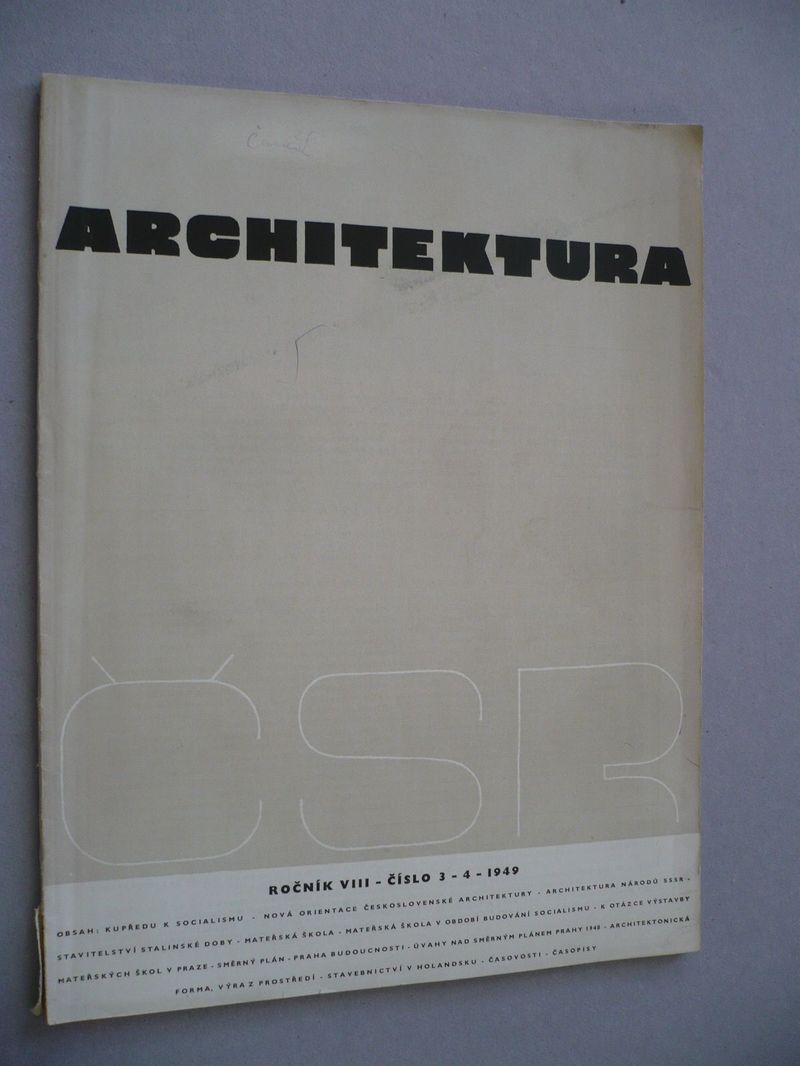 ARCHITEKTURA
ČSR
ROČNÍK VIII - ČÍSLO 3 - 4 - 1949
OBSAH: KUPŘEDU K SOCIALISMU - NOVÁ ORIENTACE ČESKOSLOVENSKÉ ARCHITEKTURY - ARCHITEKTURA NÁRODŮ SSSR -
STAVITELSTVÍ STALINSKÉ DOBY - MATEŘSKÁ ŠKOLA - MATEŘSKÁ ŠKOLA V OBDOBÍ BUDOVÁNÍ SOCIALISMU - K OTÁZCE VÝSTAVBY
MATEŘSKÝCH ŠKOL V PRAZE - SMĚRNÝ PLÁN - PRAHA BUDOUCNOSTI - ÚVAHY NAD SMĚRNÝM PLÁNEM PRAHY 1948 - ARCHITEKTONICKÁ
FORMA, VÝRAZ PROSTŘEDÍ - STAVEBNICTVÍ V HOLANDSKU - ČASOVOSTI - ČASOPISY